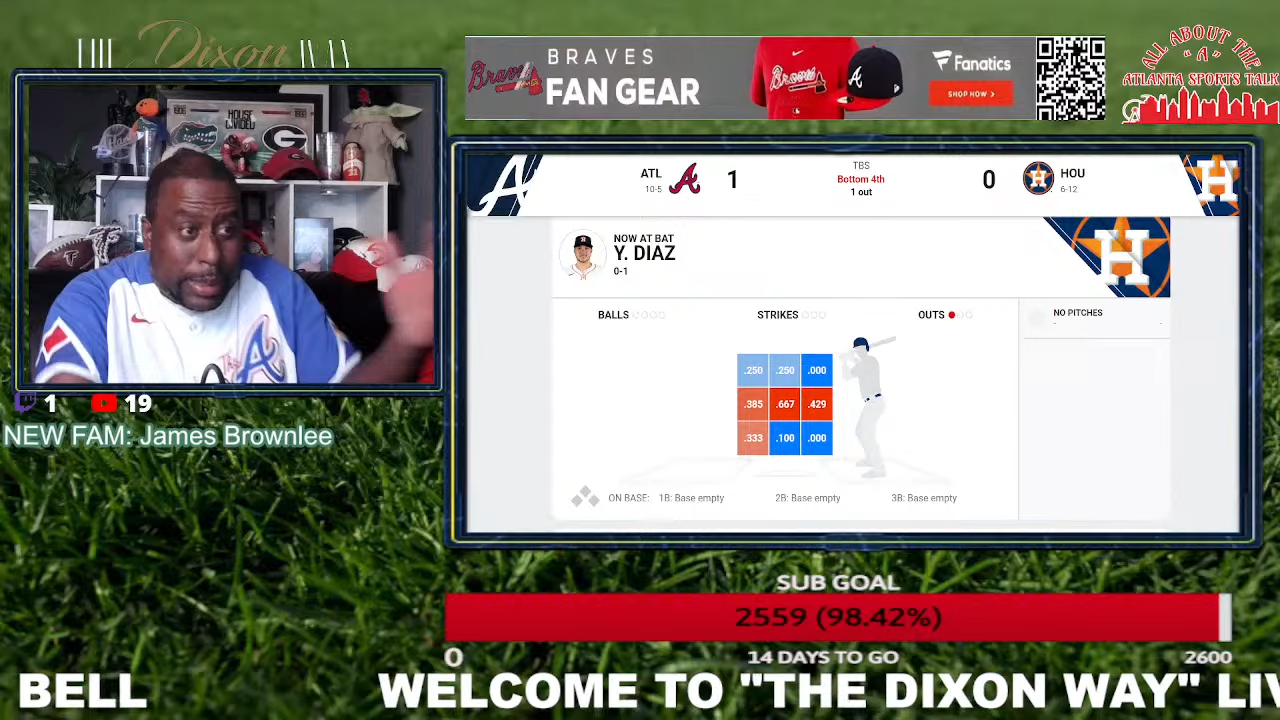 Dixon
BRAVES
FAN GEAR
Braves
Braves
A
Fanatics
SHOP NOW >
ALL ABOUT THE
"A"
ATLANTA SPORTS TALK
HOUSE
DIVIDED
G
ATL
10-5
1
TBS
Bottom 4th
1 out
0
HOU
6-12
H
NOW AT BAT
Y. DIAZ
0-1
H
BALLS
STRIKES
OUTS
NO PITCHES
-
-
.250 .250 .000
.385 .667 .429
.333 .100 .000
ON BASE: 1B: Base empty 2B: Base empty 3B: Base empty
1 19
NEW FAM: James Brownlee
SUB GOAL
2559 (98.42%)
0 14 DAYS TO GO 2600
BELL WELCOME TO "THE DIXON WAY" LIV